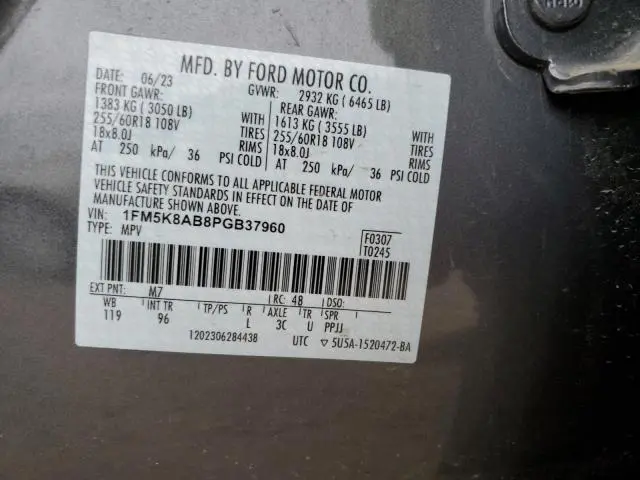 MFD. BY FORD MOTOR CO.
DATE: 06/23 GVWR: 2932 KG ( 6465 LB)
FRONT GAWR: REAR GAWR:
1383 KG ( 3050 LB) WITH 1613 KG ( 3555 LB) WITH
255/60R18 108V TIRES 255/60R18 108V TIRES
18x8.0J RIMS 18x8.0J RIMS
AT 250 kPa/ 36 PSI COLD AT 250 kPa/ 36 PSI COLD
THIS VEHICLE CONFORMS TO ALL APPLICABLE FEDERAL MOTOR
VEHICLE SAFETY STANDARDS IN EFFECT ON THE DATE OF
MANUFACTURE SHOWN ABOVE.
VIN: 1FM5K8AB8PGB37960
TYPE: MPV F0307
T0245
EXT PNT: M7 RC: 48 DSO:
WB INT TR TP/PS R AXLE TR SPR
119 96 L 3C U PPJJ
1202306284438 UTC ▽ 5U5A-1520472-BA